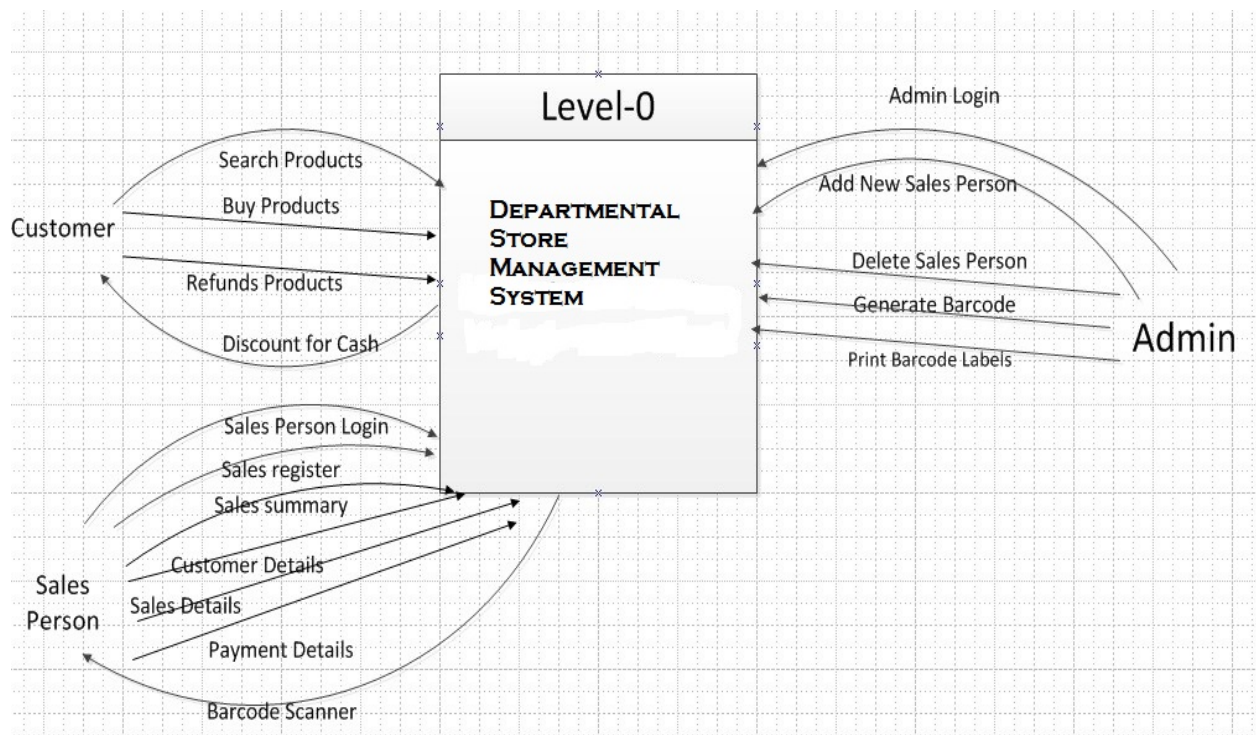 Level-0
DEPARTMENTAL
STORE
MANAGEMENT
SYSTEM
Customer
Search Products
Buy Products
Refunds Products
Discount for Cash
Admin Login
Add New Sales Person
Delete Sales Person
Generate Barcode
Print Barcode Labels
Admin
Sales Person Login
Sales register
Sales summary
Customer Details
Sales Details
Payment Details
Barcode Scanner
Sales
Person